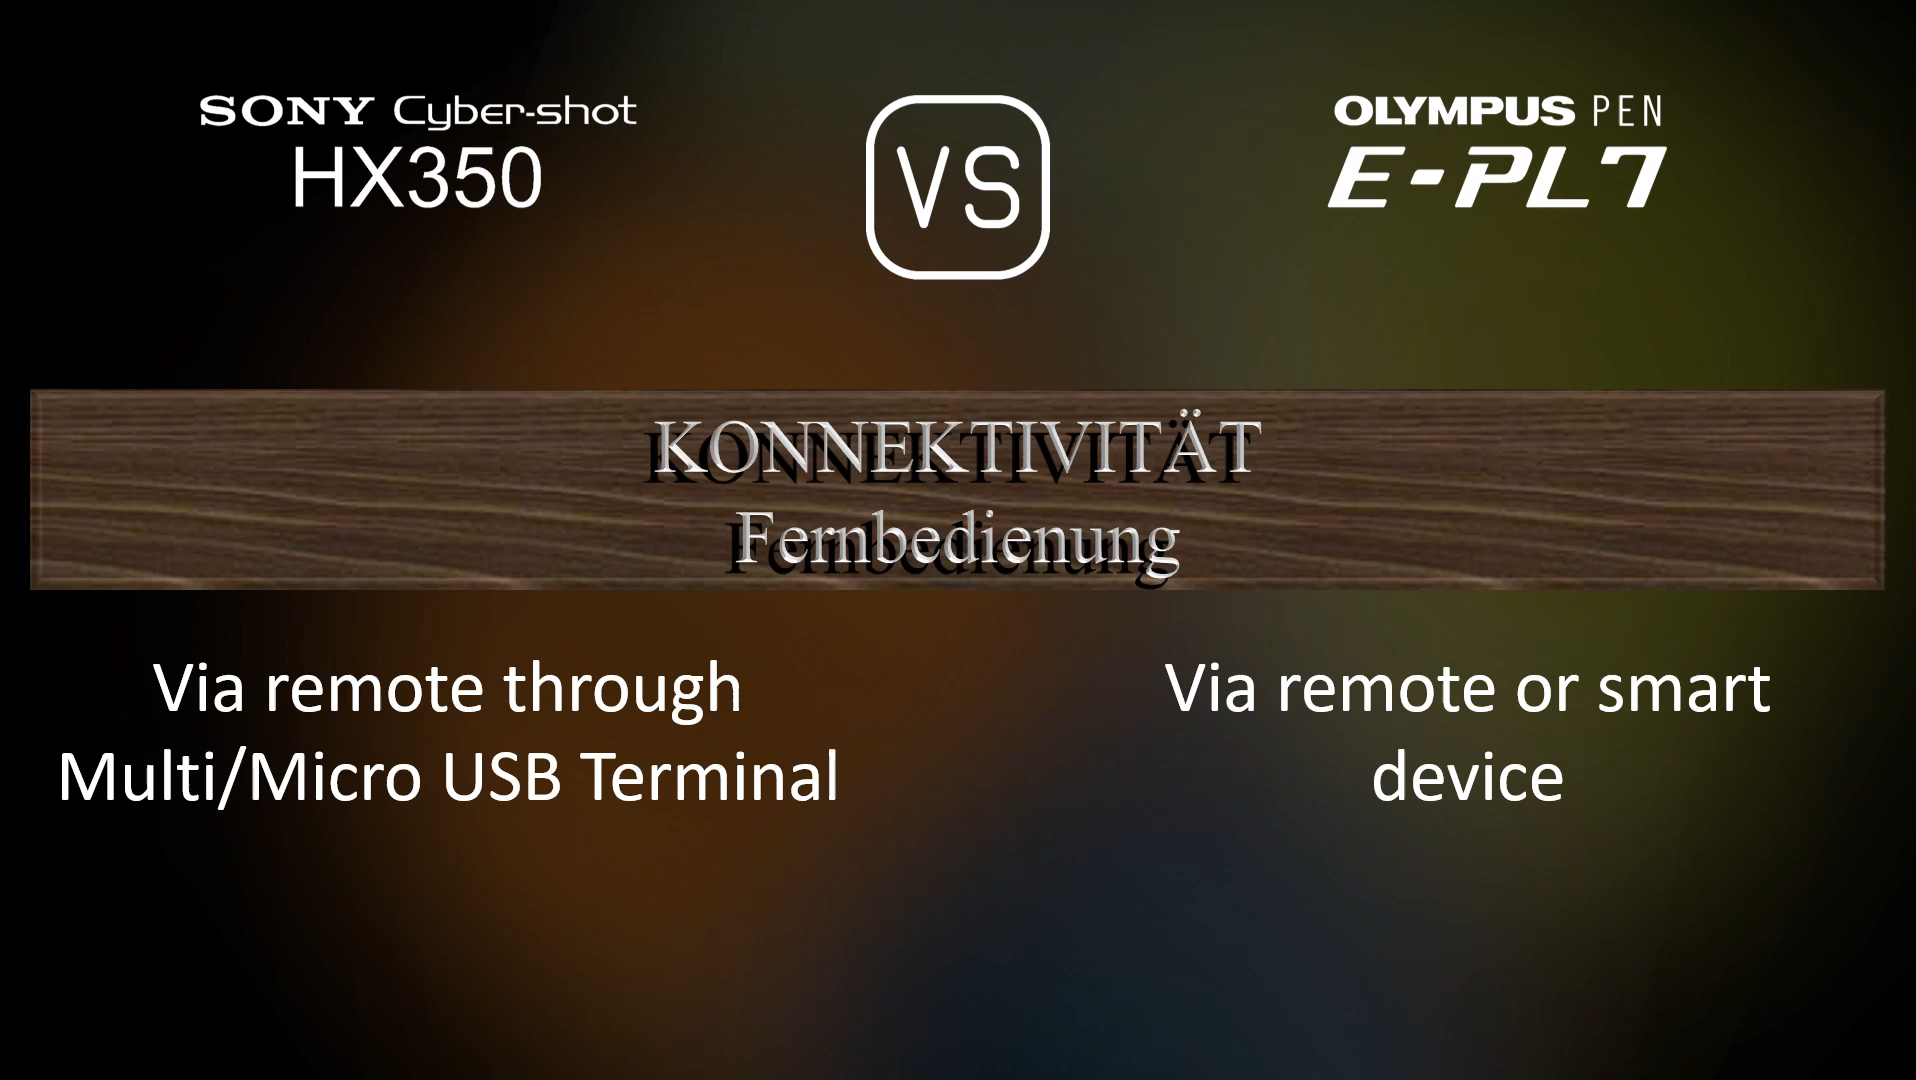 SONY Cyber-shot
HX350
VS
OLYMPUS PEN
E-PL7
KONNEKTIVITÄT
Fernbedienung
Via remote through
Multi/Micro USB Terminal
Via remote or smart
device